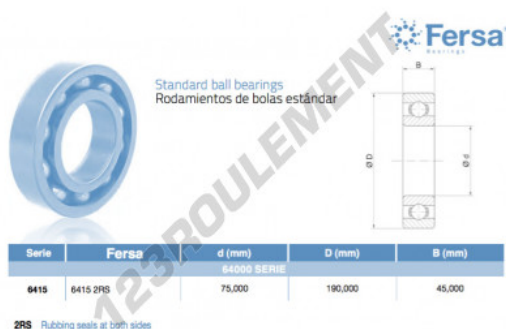 Fersa
Bearings
Standard ball bearings
Rodamientos de bolas estándar
B
Ø D
Ø d
Serie Fersa d (mm) D (mm) B (mm)
64000 SERIE
6415 6415 2RS 75,000 190,000 45,000
2RS Rubbing seals at both sides
123ROULEMENT